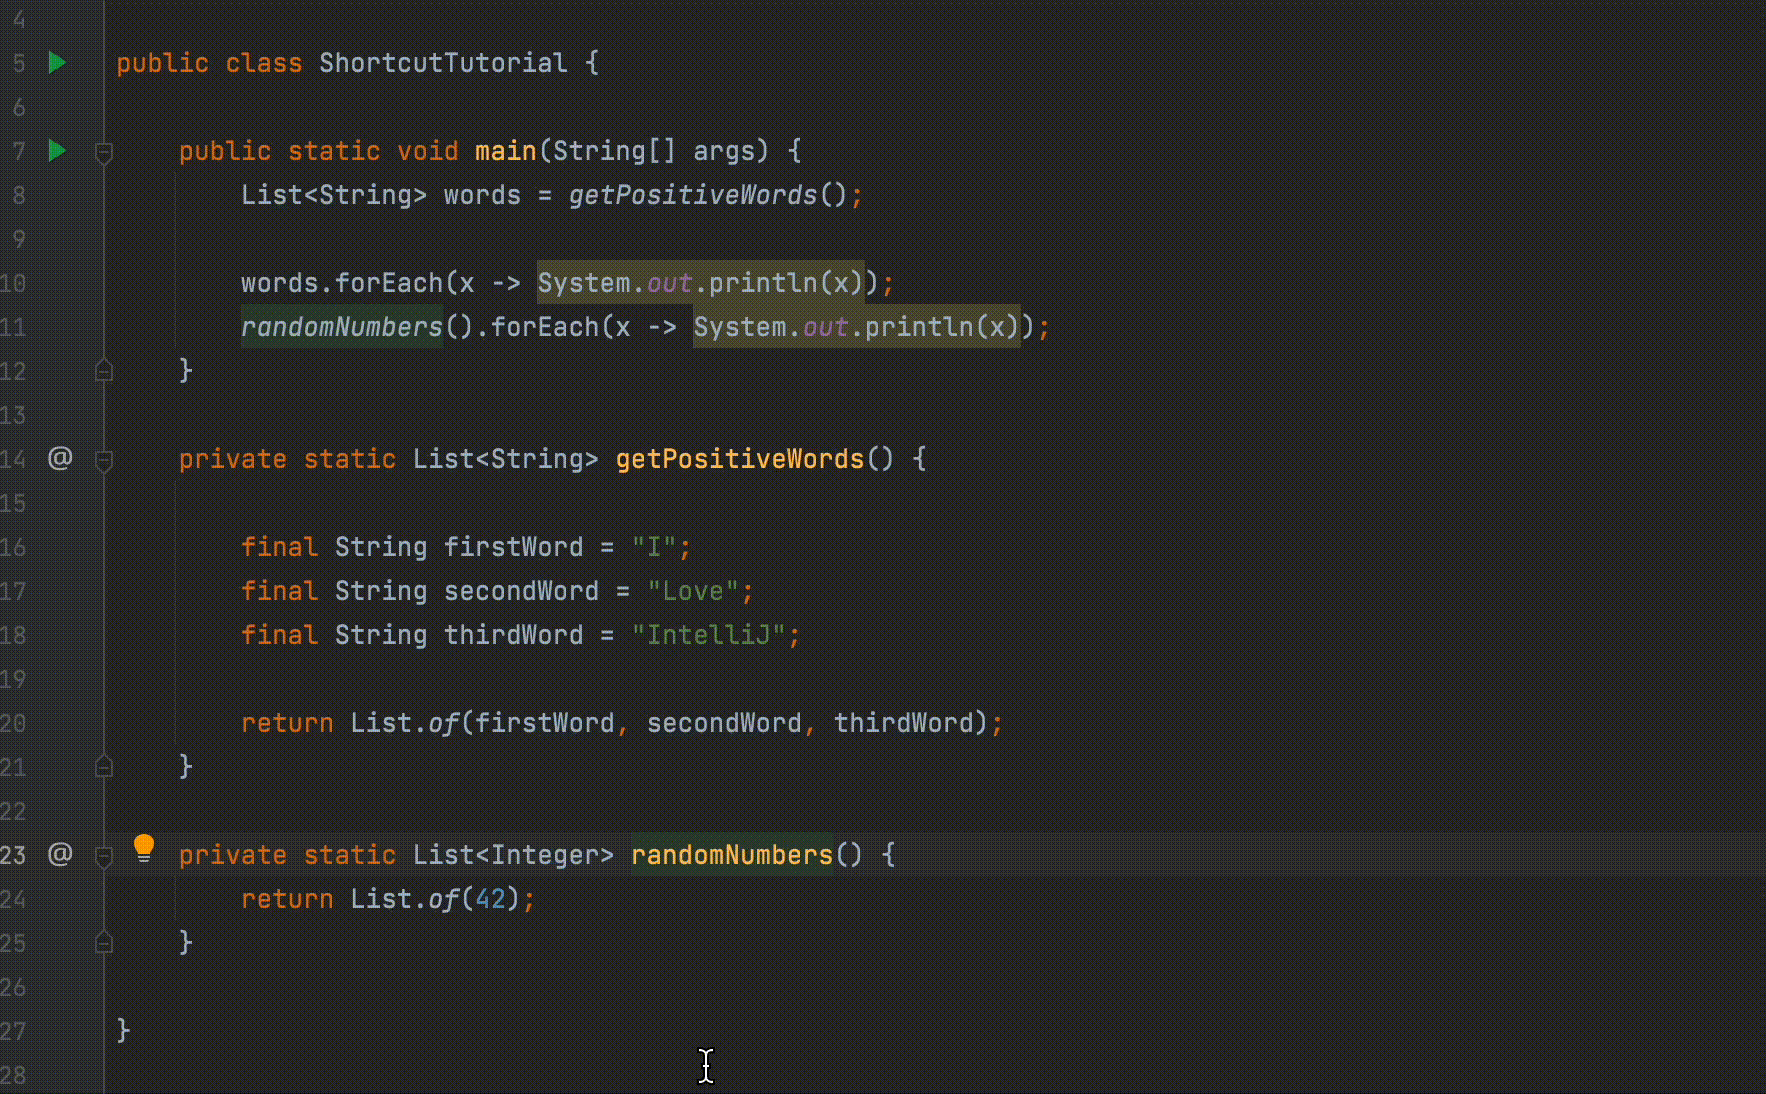 4
5 public class ShortcutTutorial {
6
7 public static void main(String[] args) {
8 List<String> words = getPositiveWords();
9
10 words.forEach(x -> System.out.println(x));
11 randomNumbers().forEach(x -> System.out.println(x));
12 }
13
14 @ private static List<String> getPositiveWords() {
15
16 final String firstWord = "I";
17 final String secondWord = "Love";
18 final String thirdWord = "IntelliJ";
19
20 return List.of(firstWord, secondWord, thirdWord);
21 }
22
23 @ private static List<Integer> randomNumbers() {
24 return List.of(42);
25 }
26
27 }
28